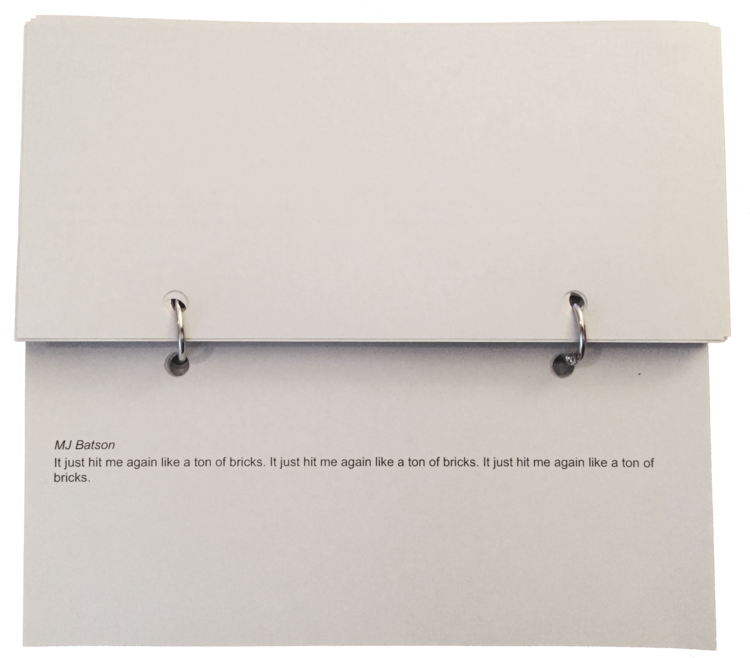 MJ Batson
It just hit me again like a ton of bricks. It just hit me again like a ton of bricks. It just hit me again like a ton of
bricks.